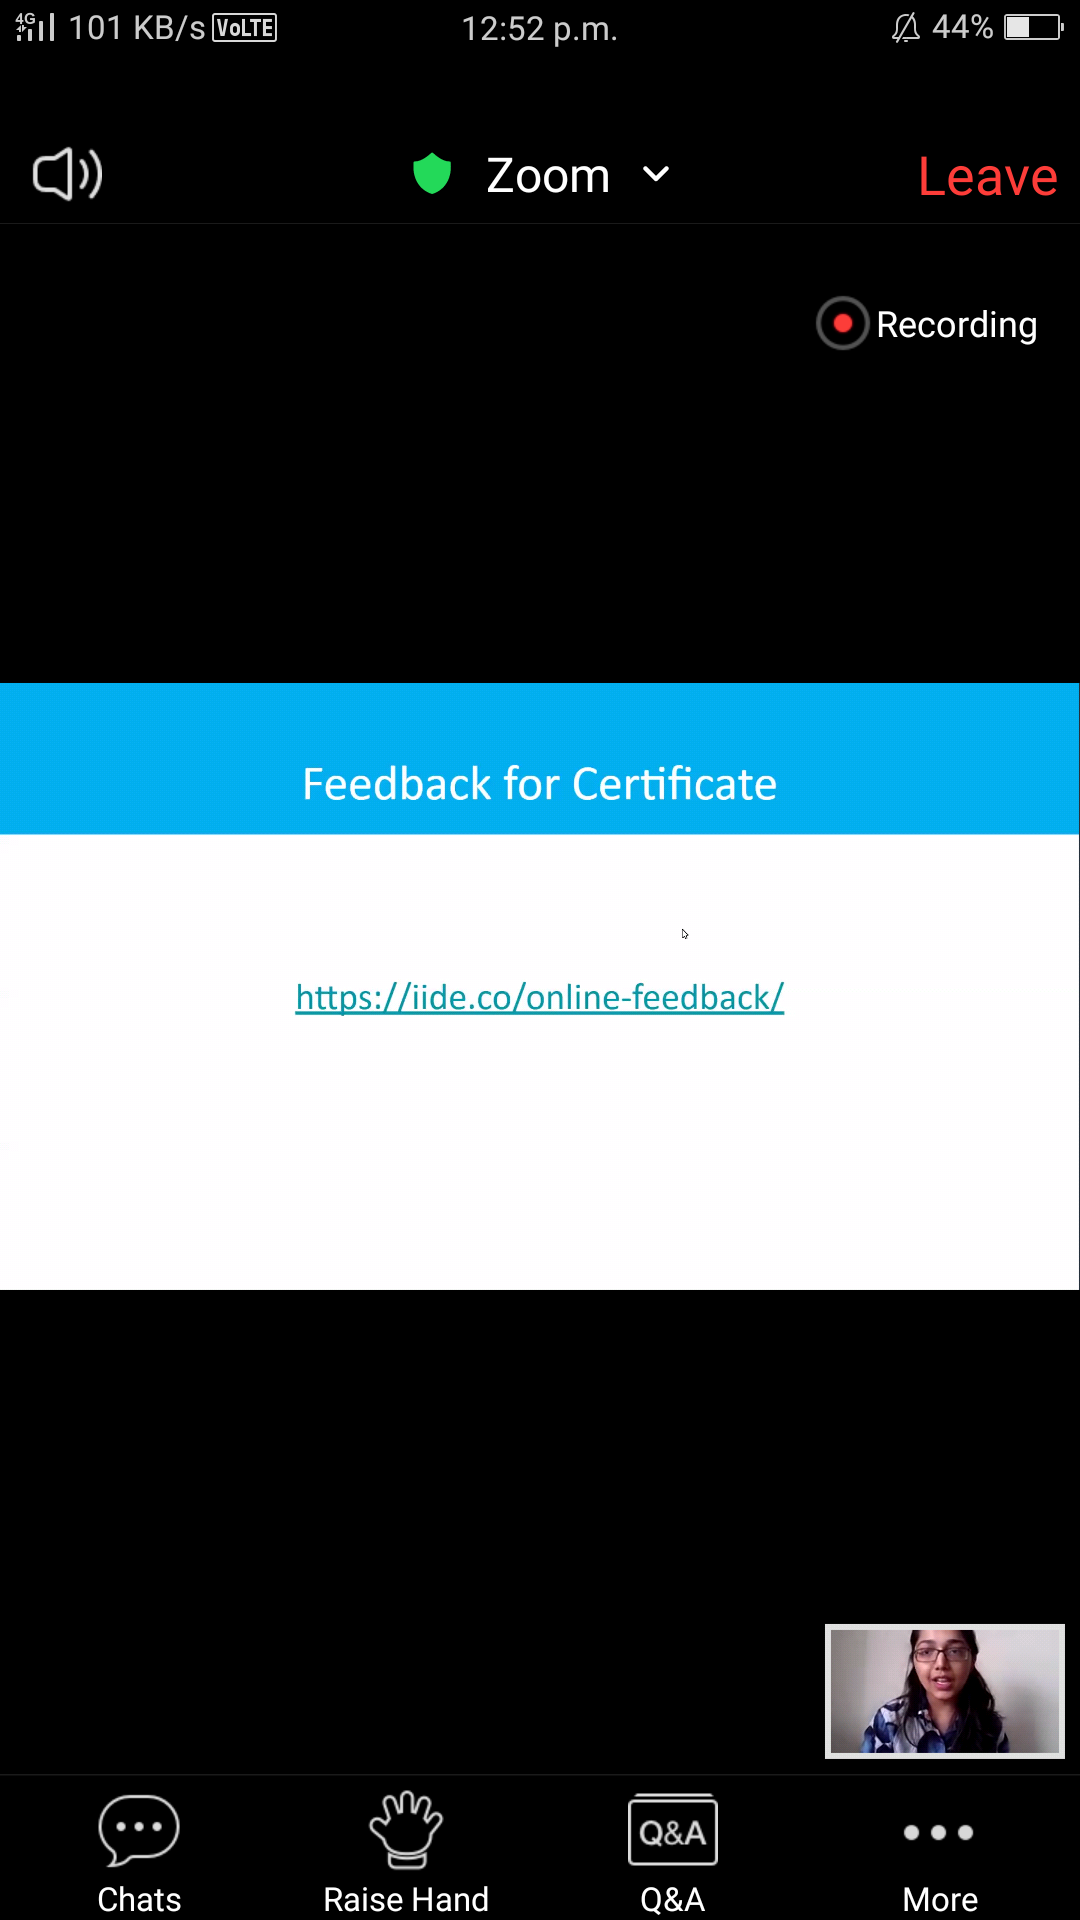 4G 101 KB/s VoLTE 12:52 p.m. 44%
Zoom Leave
Recording
Feedback for Certificate
https://iide.co/online-feedback/
Q&A
Chats Raise Hand Q&A More